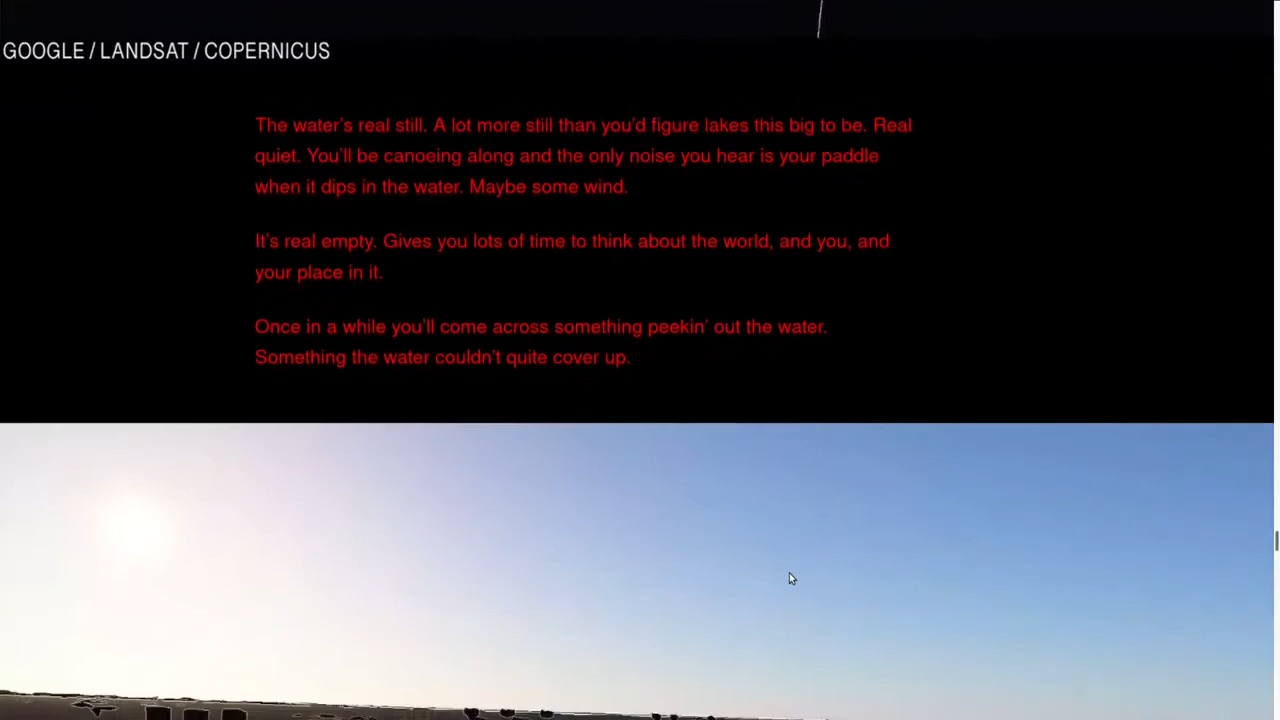 GOOGLE / LANDSAT / COPERNICUS
The water’s real still. A lot more still than you’d figure lakes this big to be. Real
quiet. You’ll be canoeing along and the only noise you hear is your paddle
when it dips in the water. Maybe some wind.
It’s real empty. Gives you lots of time to think about the world, and you, and
your place in it.
Once in a while you’ll come across something peekin’ out the water.
Something the water couldn’t quite cover up.